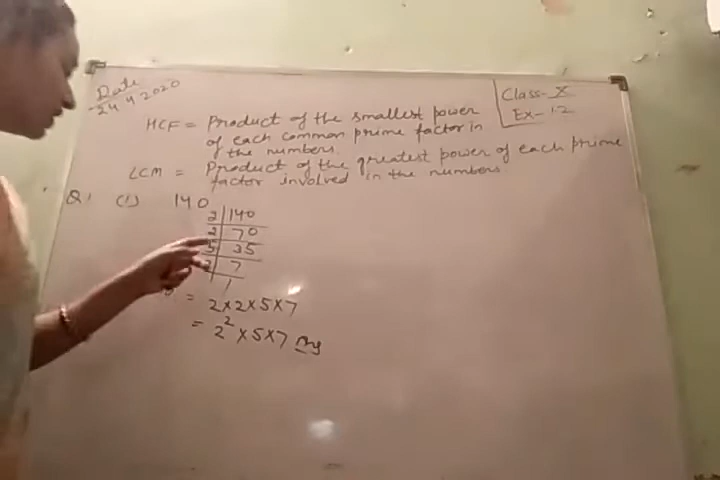 Date
24 4 2020
Class- X
Ex- 1.2
HCF = Product of the smallest power
of each common prime factor in
of the numbers.
LCM = Product of the greatest power of each prime
factor involved in the numbers.
Q1 (i) 140
2 | 140
2 | 70
5 | 35
7
1
= 2×2×5×7
= 2² ×5×7 Ans